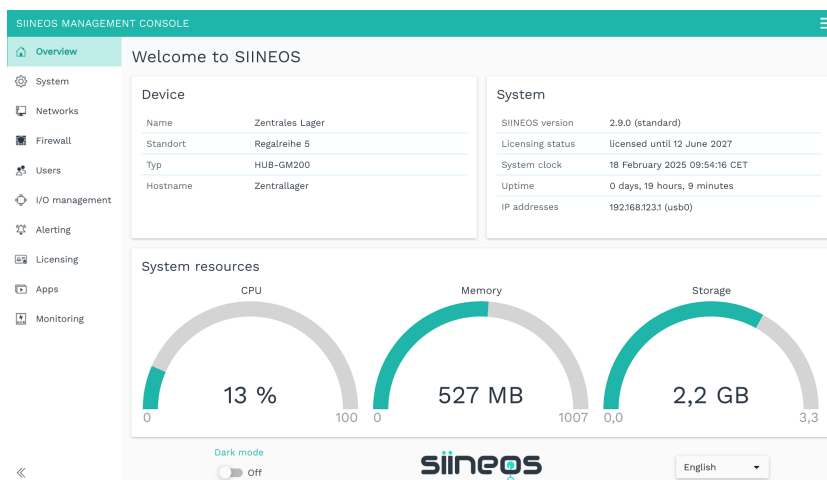 SIINEOS MANAGEMENT CONSOLE
Overview
System
Networks
Firewall
Users
I/O management
Alerting
Licensing
Apps
Monitoring
Welcome to SIINEOS
Device
Name Zentrales Lager
Standort Regalreihe 5
Typ HUB-GM200
Hostname Zentrallager
System
SIINEOS version 2.9.0 (standard)
Licensing status licensed until 12 June 2027
System clock 18 February 2025 09:54:16 CET
Uptime 0 days, 19 hours, 9 minutes
IP addresses 192.168.123.1 (usb0)
System resources
CPU
13 %
0 100
Memory
527 MB
0 1007
Storage
2,2 GB
0,0 3,3
Dark mode
Off
siineos
English